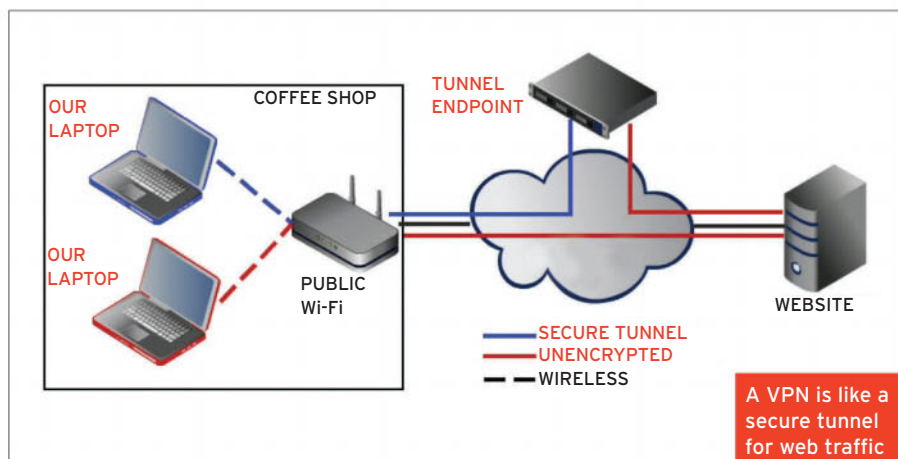 OUR
LAPTOP
COFFEE SHOP
TUNNEL
ENDPOINT
OUR
LAPTOP
PUBLIC
Wi-Fi
WEBSITE
SECURE TUNNEL
UNENCRYPTED
WIRELESS
A VPN is like a
secure tunnel
for web traffic